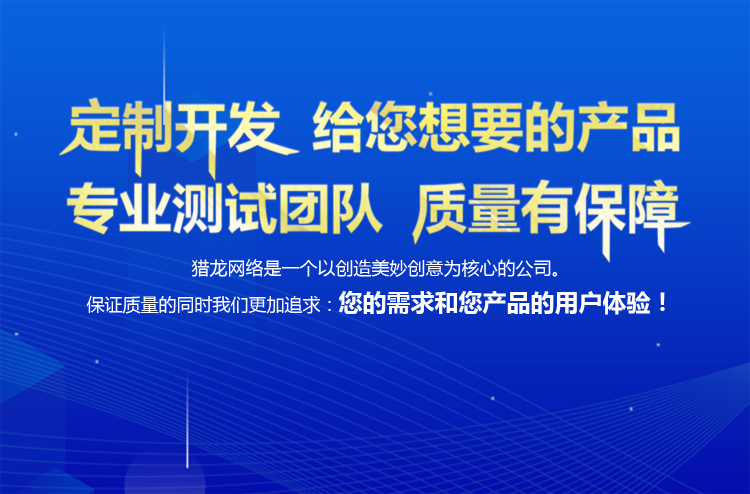 定制开发 给您想要的产品
专业测试团队 质量有保障
猎龙网络是一个以创造美妙创意为核心的公司。
保证质量的同时我们更加追求：您的需求和您产品的用户体验！